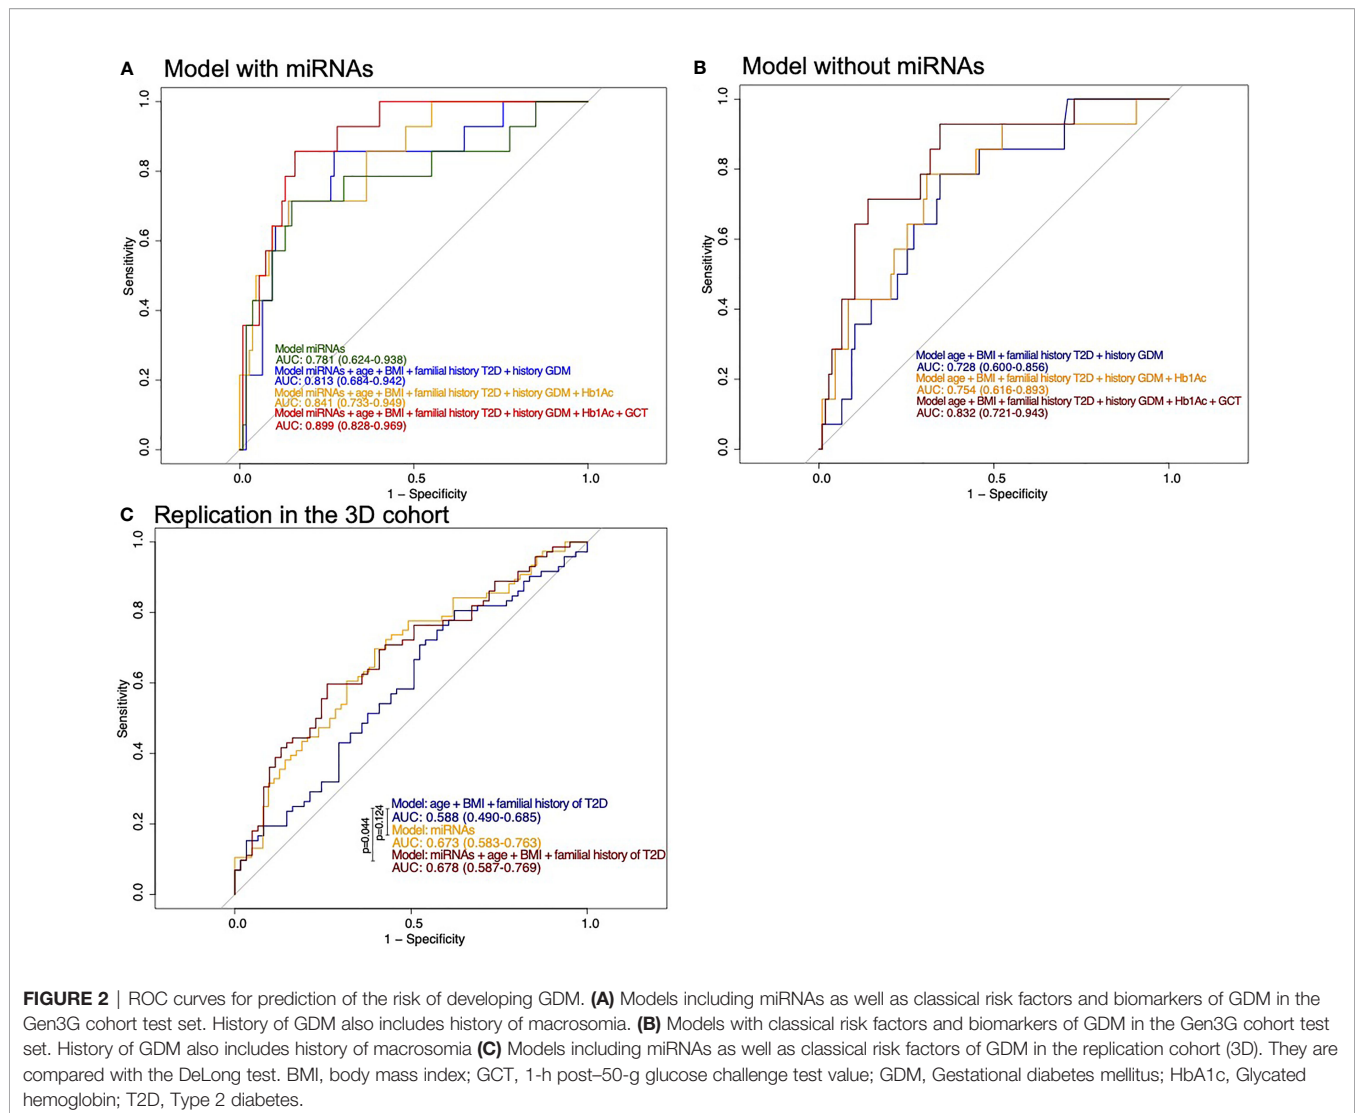 A Model with miRNAs
1.0
0.8
0.6
0.4
0.2
0.0
Sensitivity
Model miRNAs
AUC: 0.781 (0.624-0.938)
Model miRNAs + age + BMI + familial history T2D + history GDM
AUC: 0.813 (684-0.942)
Model miRNAs + age + BMI + familial history T2D + history GDM + Hb1Ac
AUC: 0.841 (0.733-0.949)
Model miRNAs + age + BMI + familial history T2D + history GDM + Hb1Ac + GCT
AUC: 0.899 (0.828-0.969)
0.0 0.5 1.0
1 – Specificity
B Model without miRNAs
1.0
0.8
0.6
0.4
0.2
0.0
Sensitivity
Model age + BMI + familial history T2D + history GDM
AUC: 0.728 (0.600-0.856)
Model age + BMI + familial history T2D + history GDM + Hb1Ac
AUC: 0.754 (0.616-0.893)
Model age + BMI + familial history T2D + history GDM + Hb1Ac + GCT
AUC: 0.832 (0.721-0.943)
0.0 0.5 1.0
1 – Specificity
C Replication in the 3D cohort
1.0
0.8
0.6
0.4
0.2
0.0
Sensitivity
p=0.044
p=0.124
Model: age + BMI + familial history of T2D
AUC: 0.588 (0.490-0.685)
Model: miRNAs
AUC: 0.673 (0.583-0.763)
Model: miRNAs + age + BMI + familial history of T2D
AUC: 0.678 (0.587-0.769)
0.0 0.5 1.0
1 – Specificity
FIGURE 2 | ROC curves for prediction of the risk of developing GDM. (A) Models including miRNAs as well as classical risk factors and biomarkers of GDM in the
Gen3G cohort test set. History of GDM also includes history of macrosomia. (B) Models with classical risk factors and biomarkers of GDM in the Gen3G cohort test
set. History of GDM also includes history of macrosomia (C) Models including miRNAs as well as classical risk factors of GDM in the replication cohort (3D). They are
compared with the DeLong test. BMI, body mass index; GCT, 1-h post–50-g glucose challenge test value; GDM, Gestational diabetes mellitus; HbA1c, Glycated
hemoglobin; T2D, Type 2 diabetes.